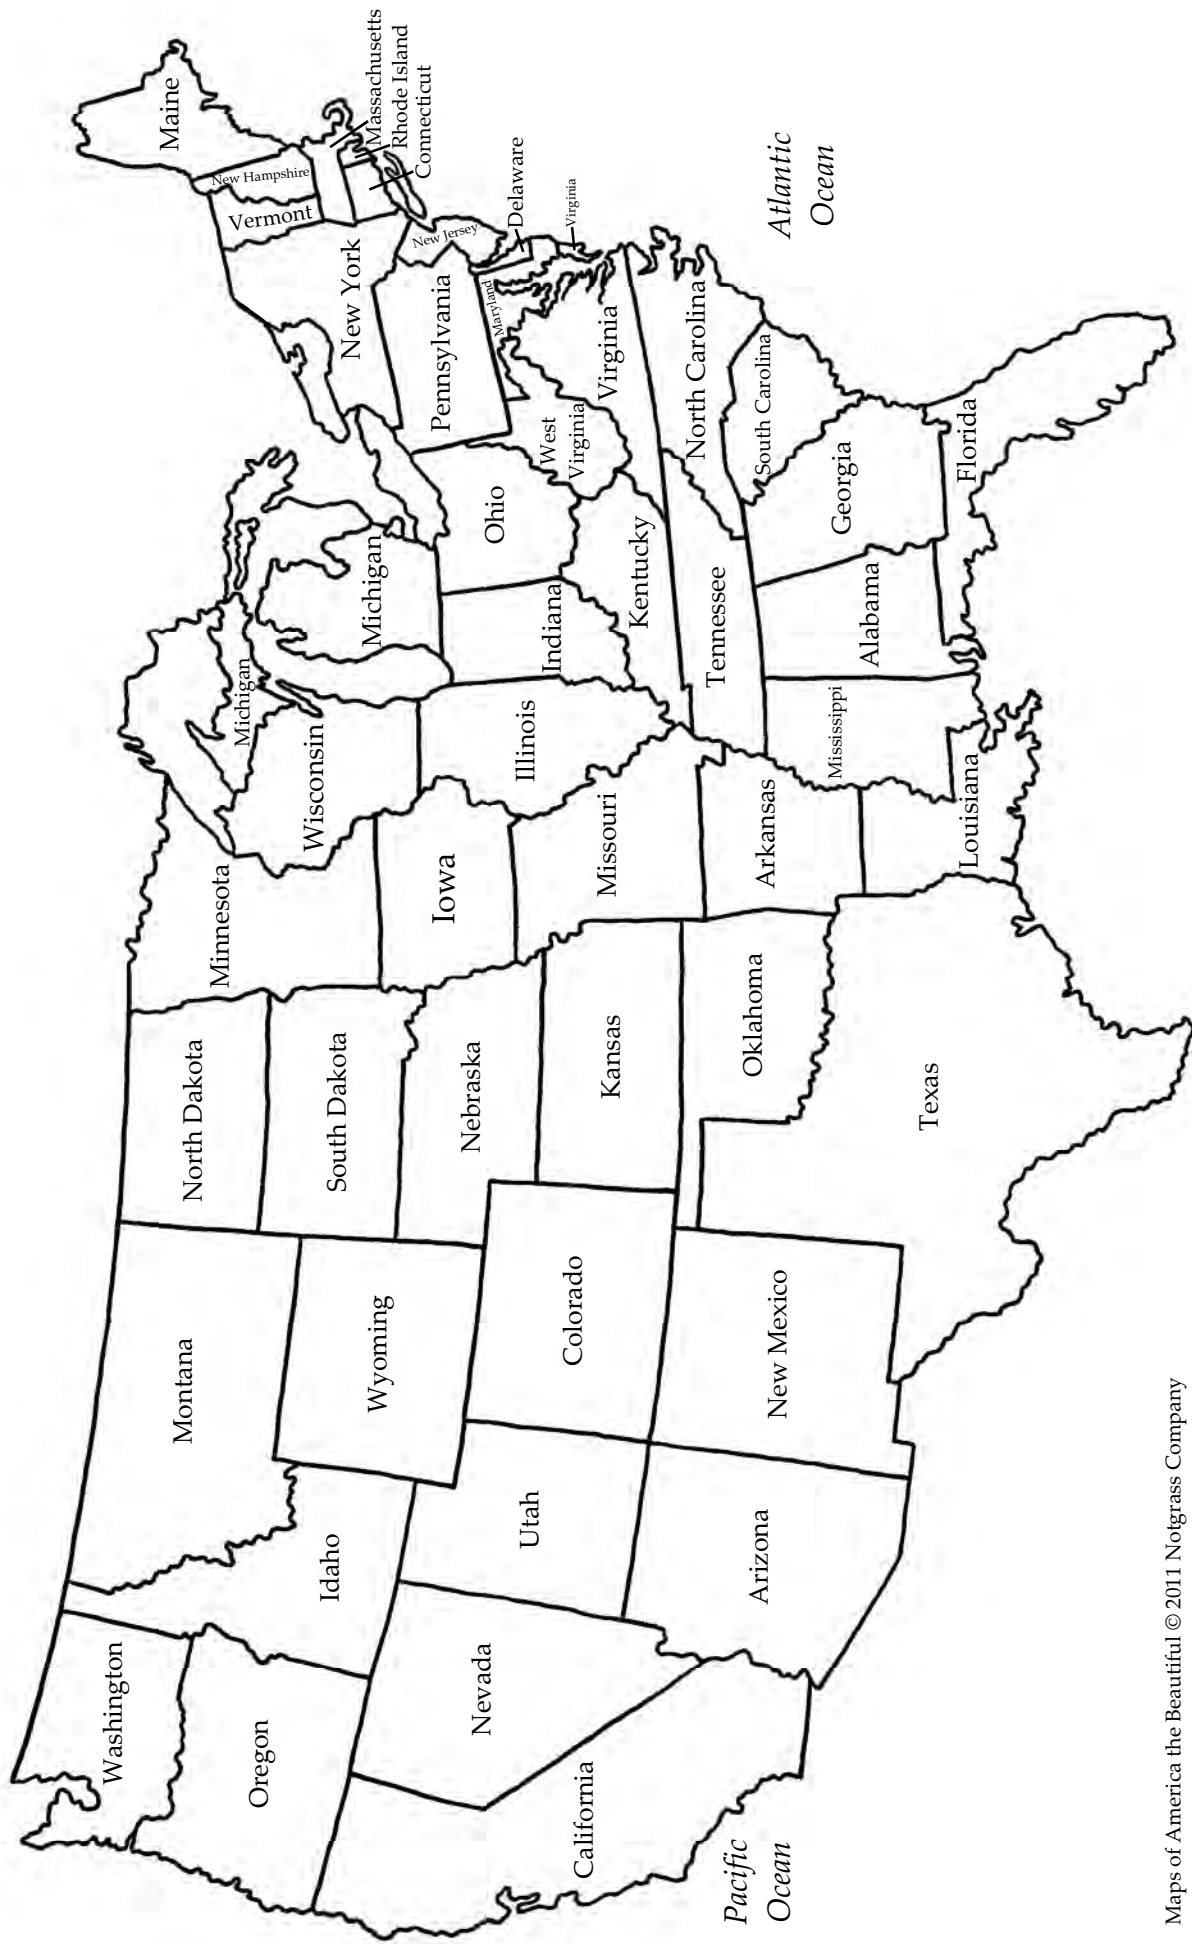 Washington
Oregon
California
Nevada
Idaho
Montana
Wyoming
Utah
Arizona
Colorado
New Mexico
North Dakota
South Dakota
Nebraska
Kansas
Oklahoma
Texas
Minnesota
Iowa
Missouri
Arkansas
Louisiana
Wisconsin
Michigan
Michigan
Illinois
Indiana
Ohio
Kentucky
Tennessee
Mississippi
Alabama
Georgia
Florida
South Carolina
North Carolina
Virginia
West
Virginia
Maryland
Delaware
Virginia
Pennsylvania
New Jersey
New York
Vermont
New Hampshire
Maine
Massachusetts
Rhode Island
Connecticut
Pacific
Ocean
Atlantic
Ocean
Maps of America the Beautiful © 2011 Notgrass Company